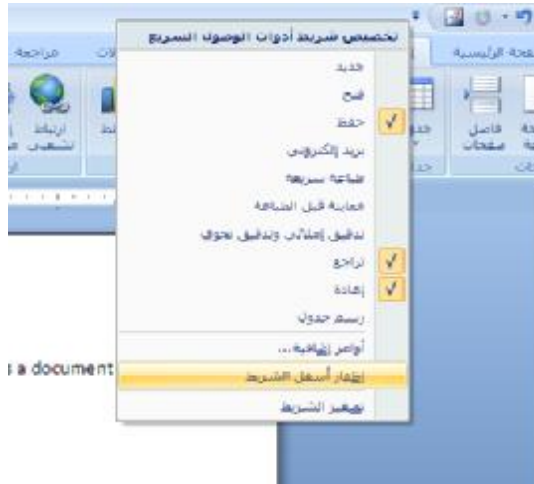 تخصيص شريط أدوات الوصول السريع
مراجعة
الصفحة الرئيسية
جديد
فتح
حفظ
بريد إلكتروني
طباعة سريعة
معاينة قبل الطباعة
تدقيق إملائي وتدقيق نحوي
تراجع
إعادة
رسم جدول
أوامر إضافية...
إظهار أسفل الشريط
تصغير الشريط
فاصل
صفحات
ارتباط
تشعبي
s a document